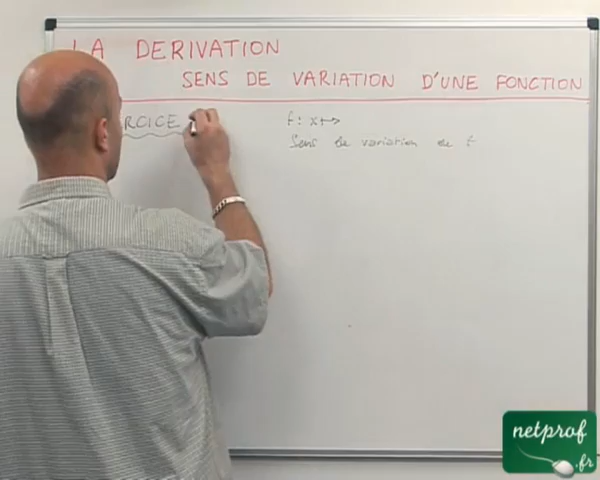 LA DERIVATION
SENS DE VARIATION D'UNE FONCTION
RCICE
f: x↦
Sens de variation de f
netprof
.fr